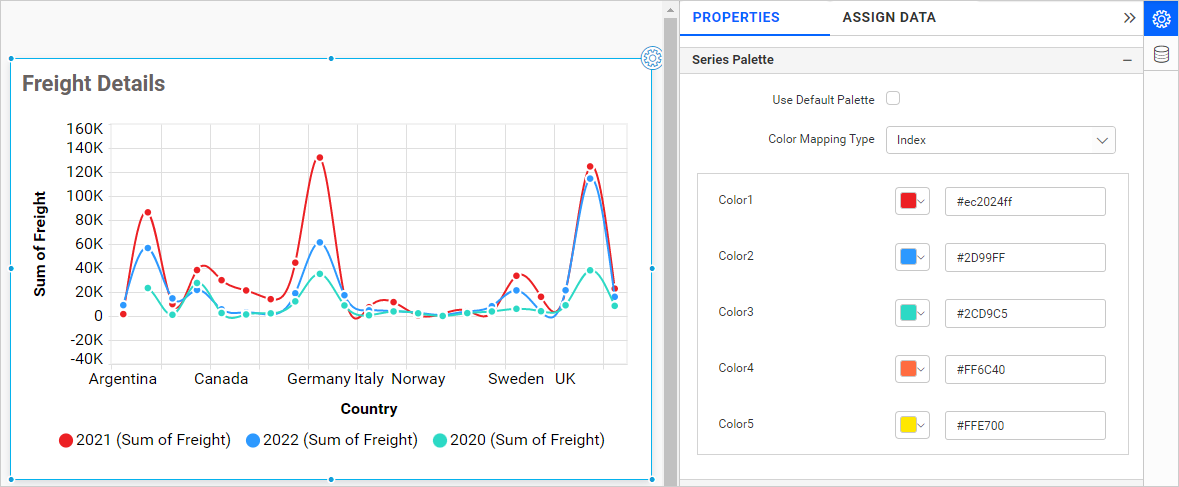 PROPERTIES
ASSIGN DATA
Series Palette
Use Default Palette
Color Mapping Type
Index
Color1
#ec2024ff
Color2
#2D99FF
Color3
#2CD9C5
Color4
#FF6C40
Color5
#FFE700
Freight Details
Sum of Freight
160K
140K
120K
100K
80K
60K
40K
20K
0
-20K
-40K
Argentina Canada Germany Italy Norway Sweden UK
Country
2021 (Sum of Freight) 2022 (Sum of Freight) 2020 (Sum of Freight)